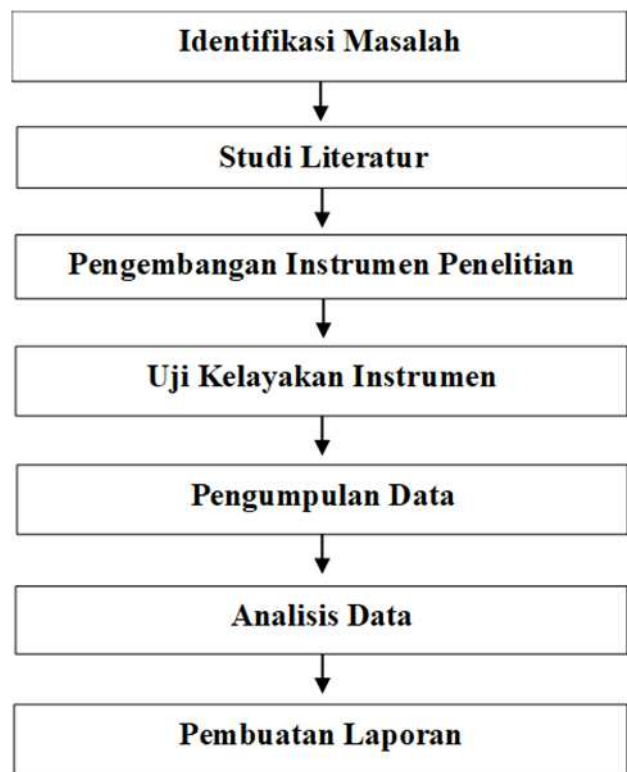 Identifikasi Masalah
Studi Literatur
Pengembangan Instrumen Penelitian
Uji Kelayakan Instrumen
Pengumpulan Data
Analisis Data
Pembuatan Laporan